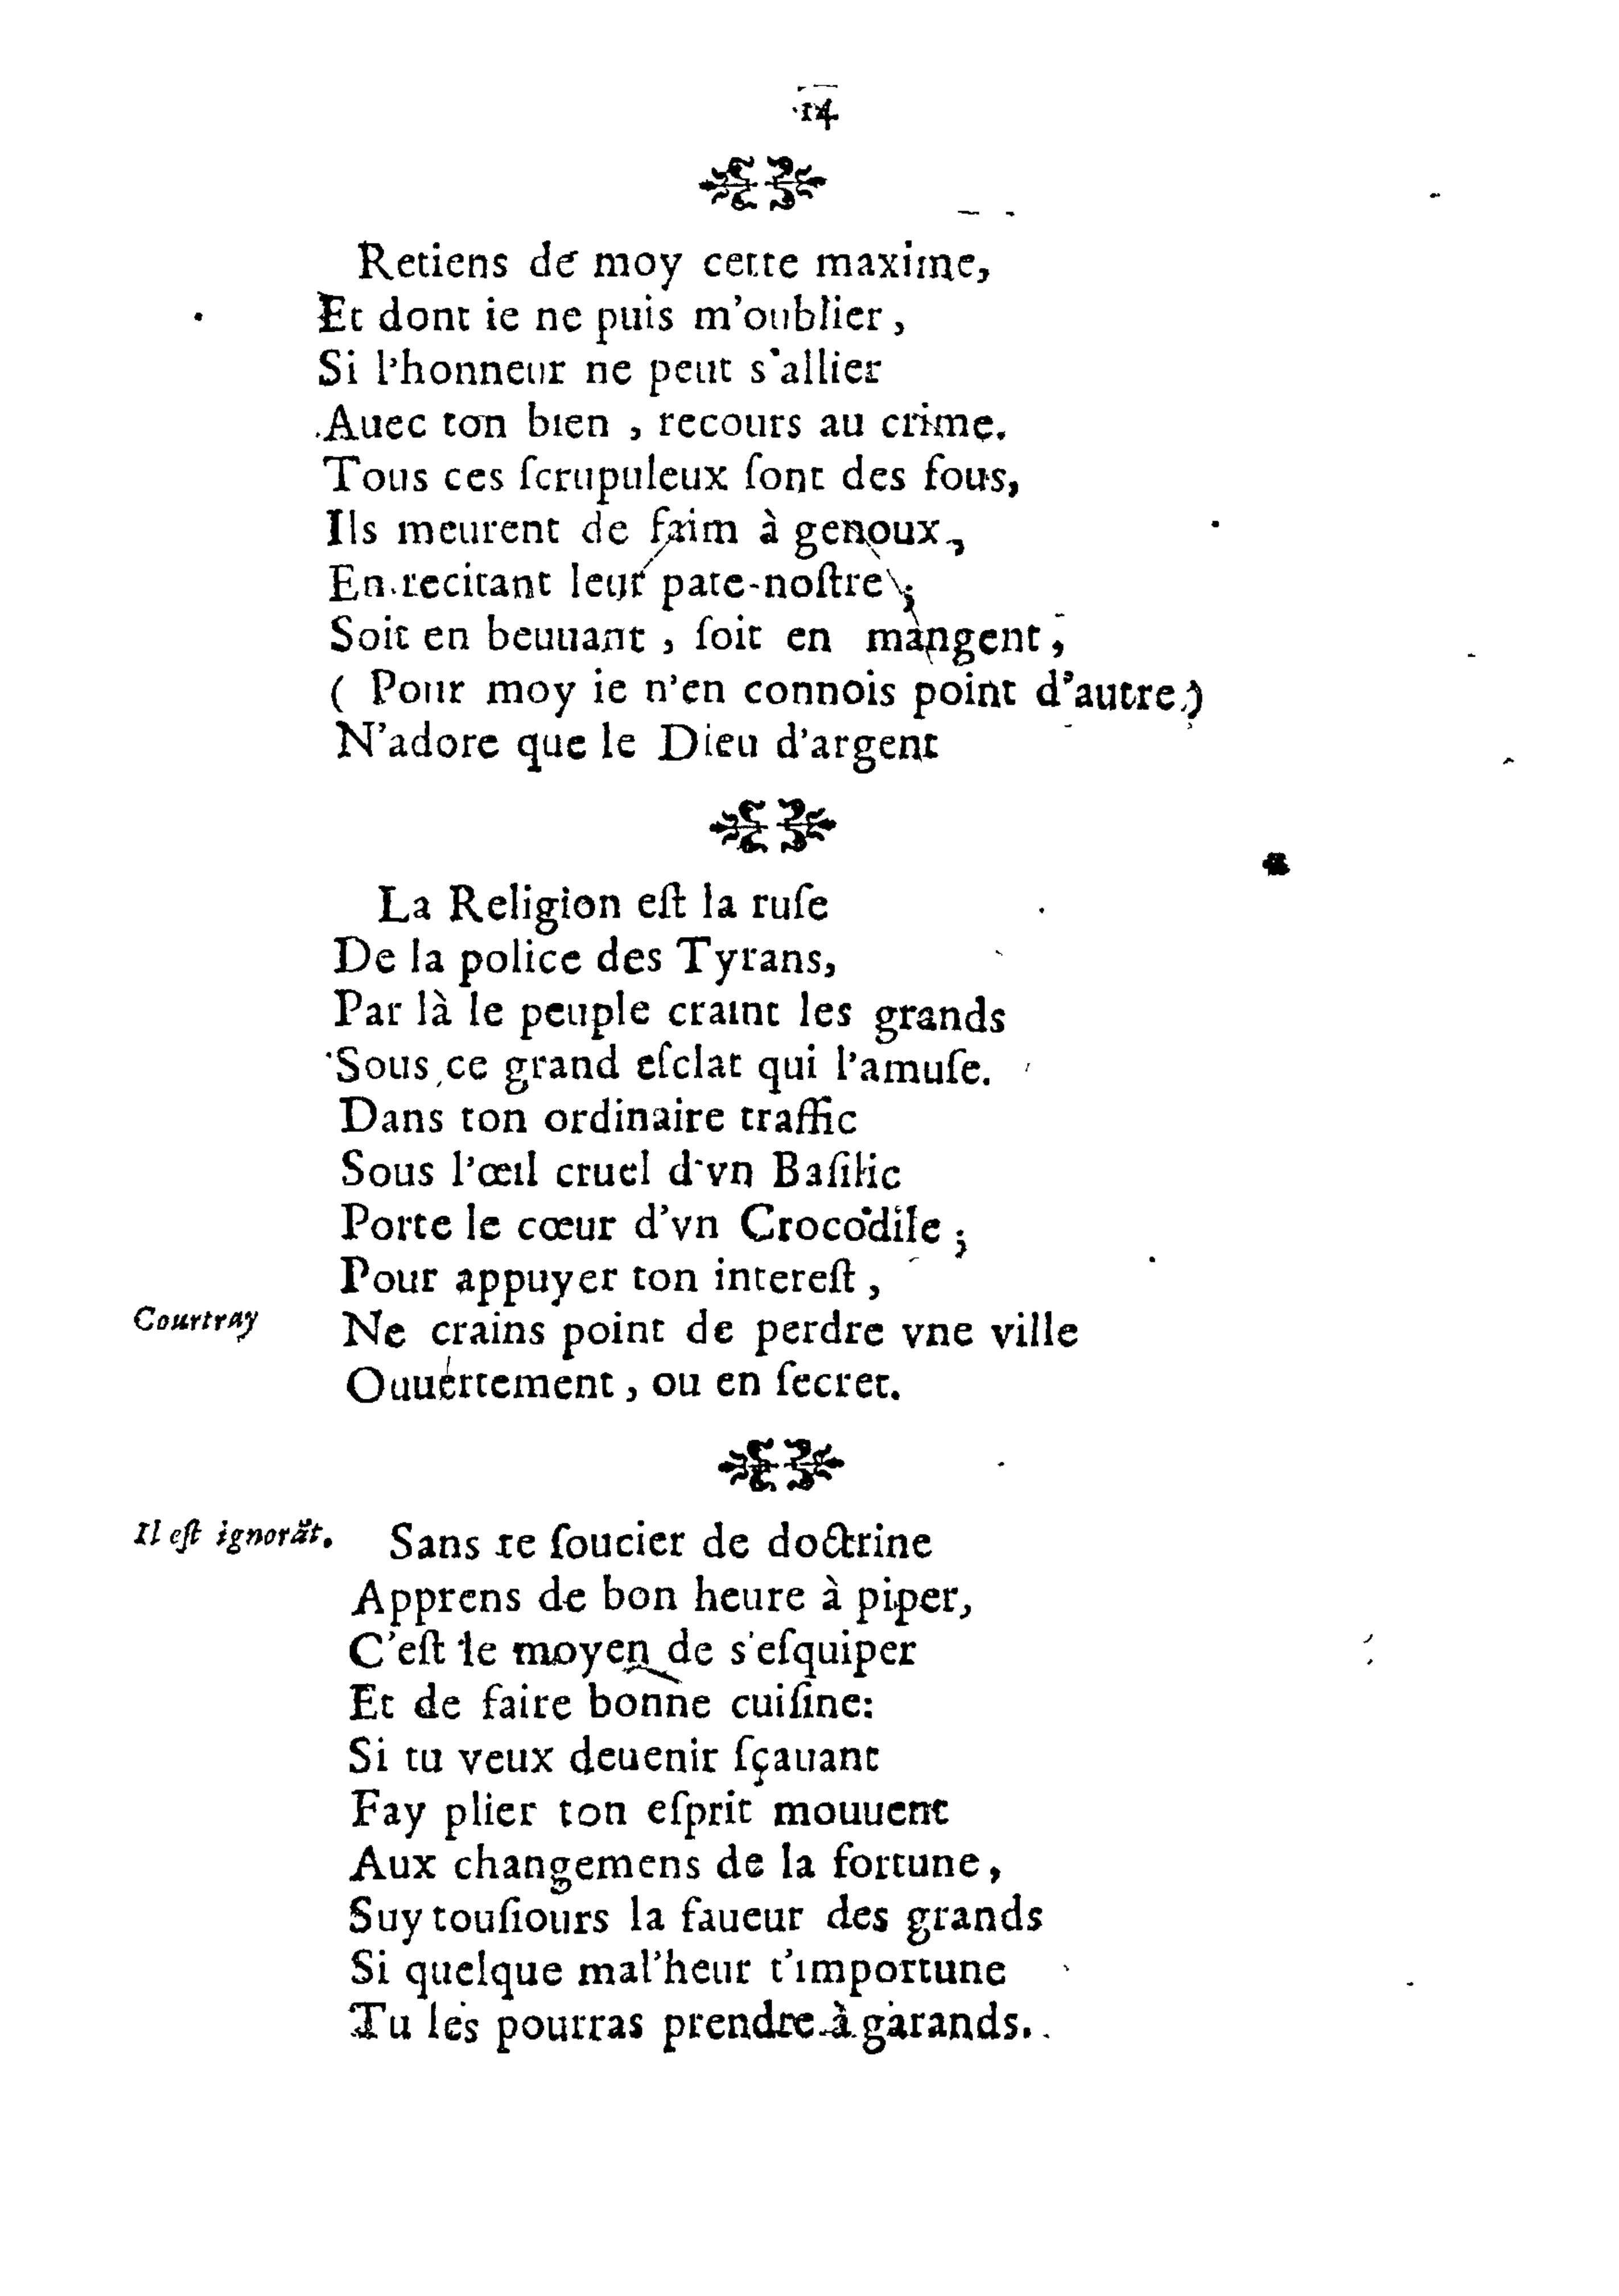 14
Retiens de moy cette maxime,
Et dont ie ne puis m'oublier,
Si l'honneur ne peut s'allier
Auec ton bien, recours au crime.
Tous ces ſcrupuleux ſont des fous,
Ils meurent de faim à genoux,
En recitant leur pate-noſtre;
Soit en beuuant, ſoit en mangent,
( Pour moy ie n'en connois point d'autre.)
N'adore que le Dieu d'argent
La Religion eſt la ruſe
De la police des Tyrans,
Par là le peuple craint les grands
Sous ce grand eſclat qui l'amuſe.
Dans ton ordinaire traffic
Sous l'œil cruel d'vn Baſilic
Porte le cœur d'vn Crocodile;
Pour appuyer ton intereſt,
Courtray Ne crains point de perdre vne ville
Ouuertement, ou en ſecret.
Il eſt ignorãt. Sans te ſoucier de doctrine
Apprens de bon heure à piper,
C'eſt le moyen de s'eſquiper
Et de faire bonne cuiſine:
Si tu veux deuenir ſçauant
Fay plier ton eſprit mouuent
Aux changemens de la fortune,
Suy touſiours la faueur des grands
Si quelque mal'heur t'importune
Tu les pourras prendre à garands.